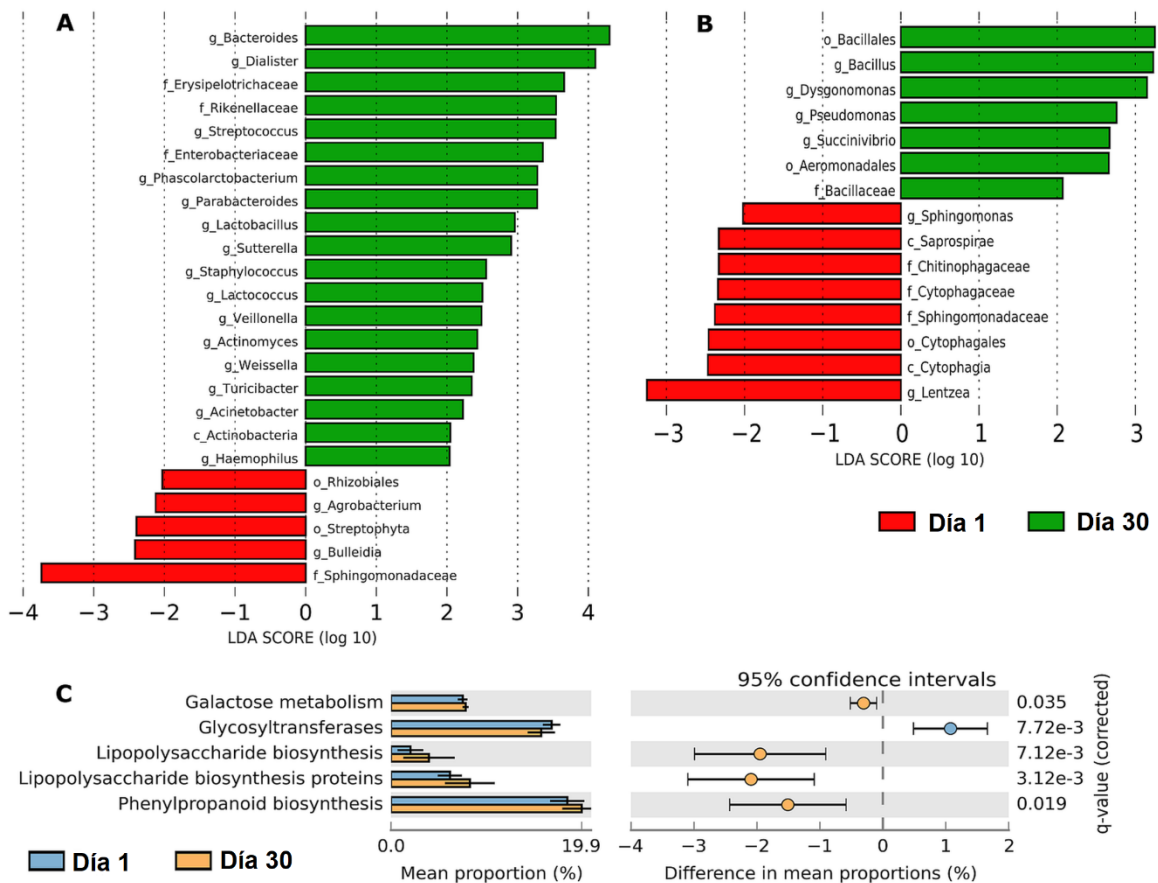 A
g_Bacteroides
g_Dialister
f_Erysipelotrichaceae
f_Rikenellaceae
g_Streptococcus
f_Enterobacteriaceae
g_Phascolarctobacterium
g_Parabacteroides
g_Lactobacillus
g_Sutterella
g_Staphylococcus
g_Lactococcus
g_Veillonella
g_Actinomyces
g_Weissella
g_Turicibacter
g_Acinetobacter
c_Actinobacteria
g_Haemophilus
o_Rhizobiales
g_Agrobacterium
o_Streptophyta
g_Bulleidia
f_Sphingomonadaceae
−4 −3 −2 −1 0 1 2 3 4
LDA SCORE (log 10)
B
o_Bacillales
g_Bacillus
g_Dysgonomonas
g_Pseudomonas
g_Succinivibrio
o_Aeromonadales
f_Bacillaceae
g_Sphingomonas
c_Saprospirae
f_Chitinophagaceae
f_Cytophagaceae
f_Sphingomonadaceae
o_Cytophagales
c_Cytophagia
g_Lentzea
−3 −2 −1 0 1 2 3
LDA SCORE (log 10)
Día 1 Día 30
C
95% confidence intervals
Galactose metabolism 0.035
Glycosyltransferases 7.72e-3
Lipopolysaccharide biosynthesis 7.12e-3
Lipopolysaccharide biosynthesis proteins 3.12e-3
Phenylpropanoid biosynthesis 0.019
q-value (corrected)
0.0 19.9 −4 −3 −2 −1 0 1 2
Día 1 Día 30
Mean proportion (%) Difference in mean proportions (%)